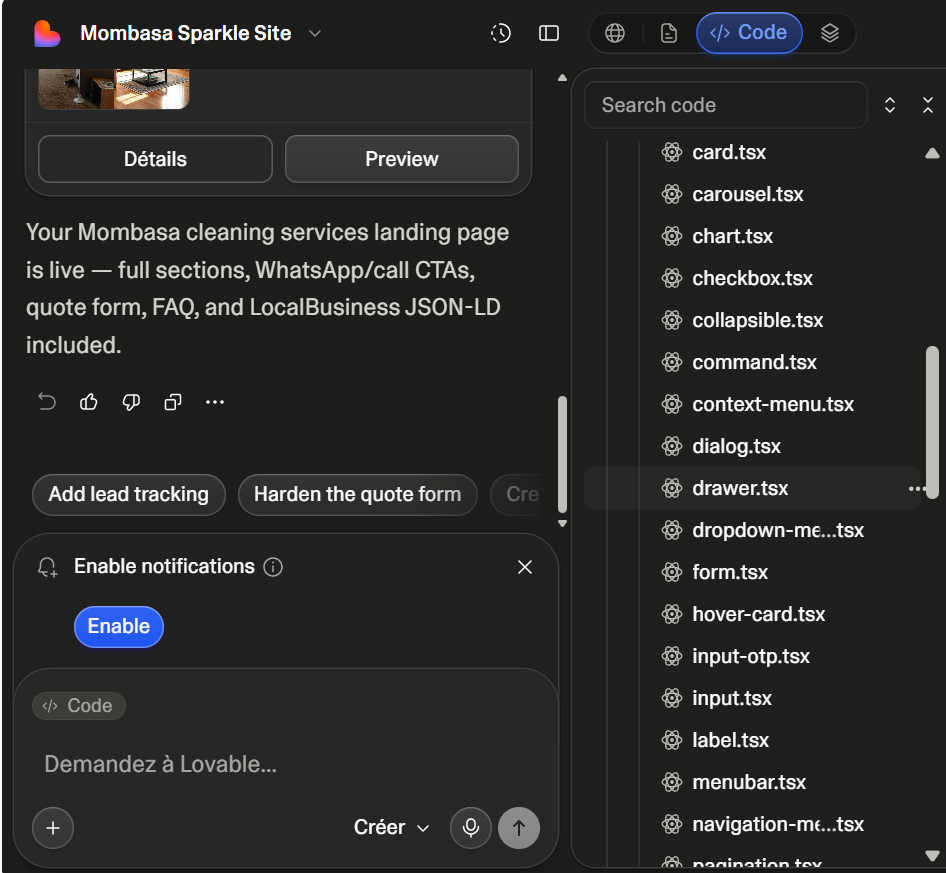 Mombasa Sparkle Site
Code
Search code
Détails
Preview
Your Mombasa cleaning services landing page
is live — full sections, WhatsApp/call CTAs,
quote form, FAQ, and LocalBusiness JSON-LD
included.
Add lead tracking
Harden the quote form
Cre
Enable notifications
Enable
Code
Demandez à Lovable...
Créer
card.tsx
carousel.tsx
chart.tsx
checkbox.tsx
collapsible.tsx
command.tsx
context-menu.tsx
dialog.tsx
drawer.tsx
dropdown-me...tsx
form.tsx
hover-card.tsx
input-otp.tsx
input.tsx
label.tsx
menubar.tsx
navigation-me...tsx
pagination.tsx